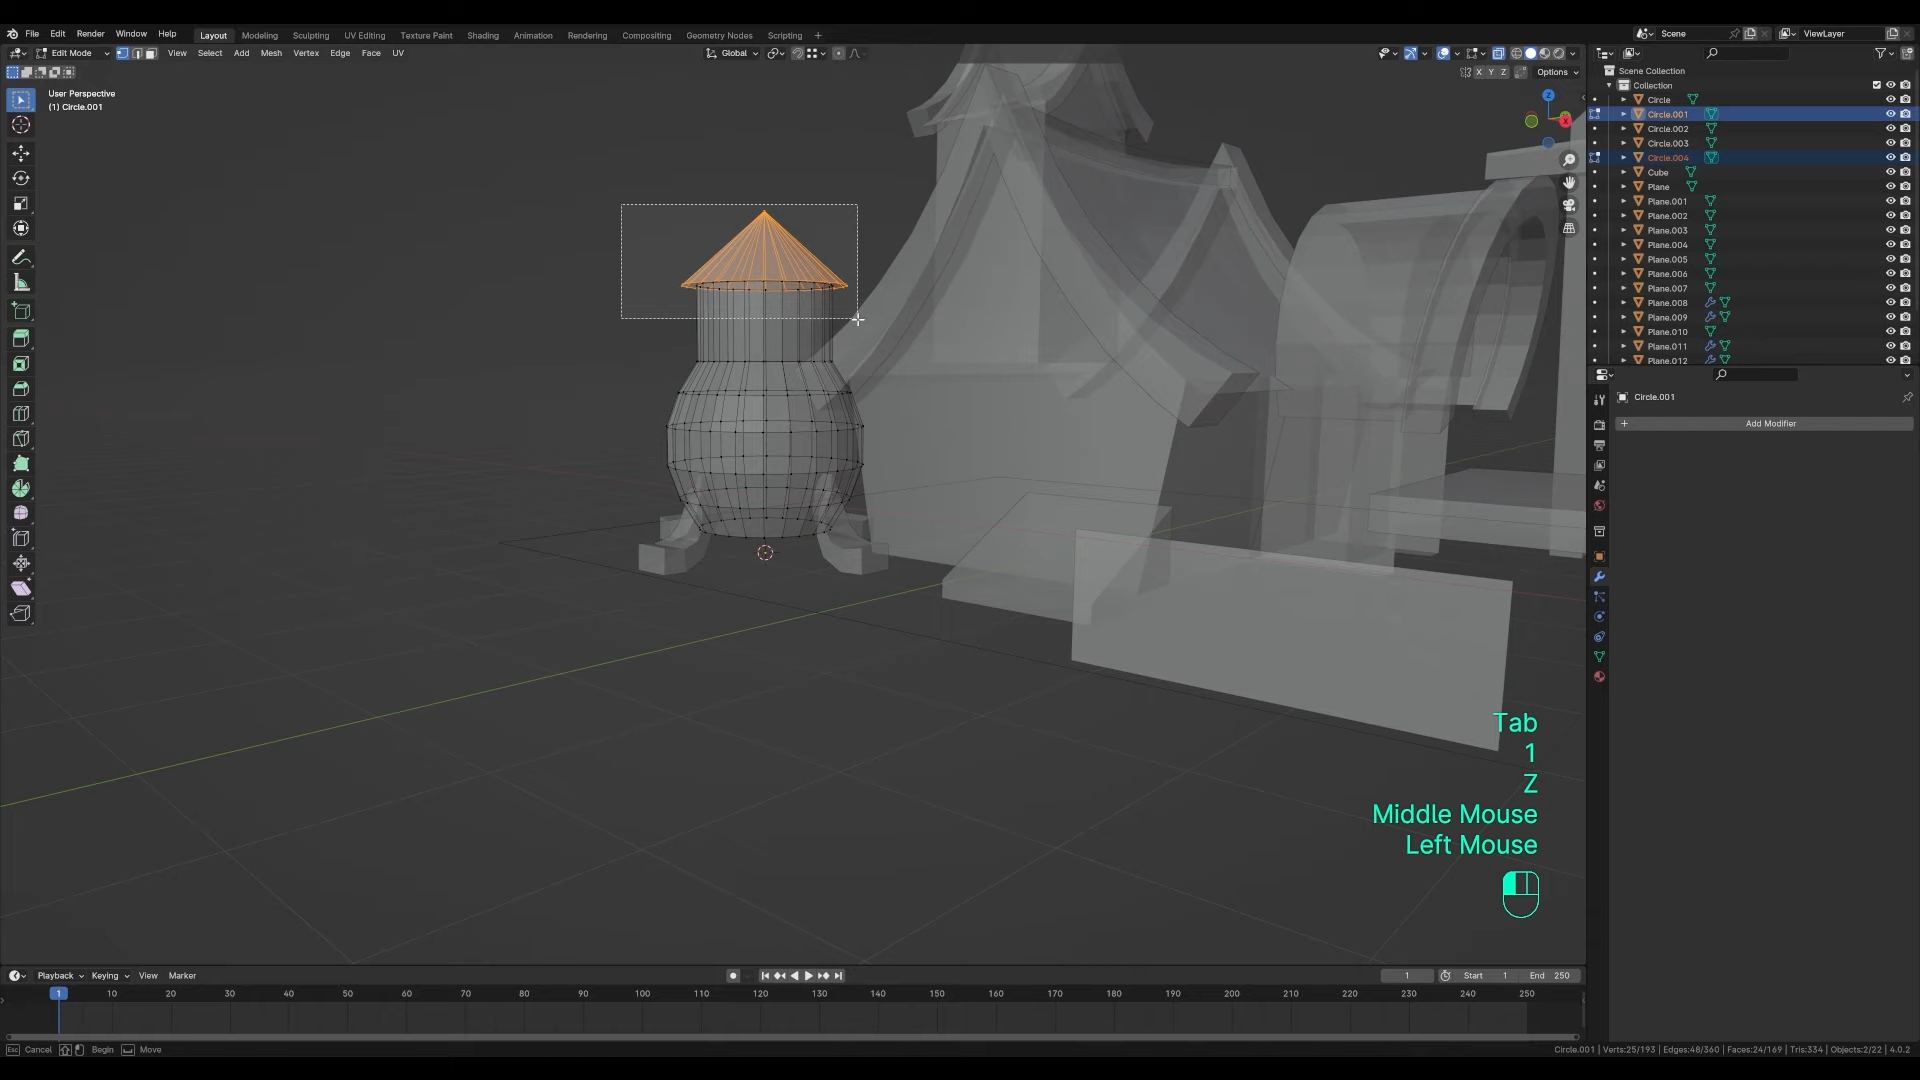 File Edit Render Window Help Layout Modeling Sculpting UV Editing Texture Paint Shading Animation Rendering Compositing Geometry Nodes Scripting + Scene ViewLayer
Edit Mode View Select Add Mesh Vertex Edge Face UV Global
X Y Z Options
User Perspective
(1) Circle.001
Z
X
Scene Collection
Collection
Circle
Circle.001
Circle.002
Circle.003
Circle.004
Cube
Plane
Plane.001
Plane.002
Plane.003
Plane.004
Plane.005
Plane.006
Plane.007
Plane.008
Plane.009
Plane.010
Plane.011
Plane.012
Circle.001
+ Add Modifier
Tab
1
Z
Middle Mouse
Left Mouse
Playback Keying View Marker 1 Start 1 End 250
1 10 20 30 40 50 60 70 80 90 100 110 120 130 140 150 160 170 180 190 200 210 220 230 240 250
Esc Cancel Begin Move Circle.001 | Verts:25/193 | Edges:48/360 | Faces:24/169 | Tris:334 | Objects:2/22 | 4.0.2